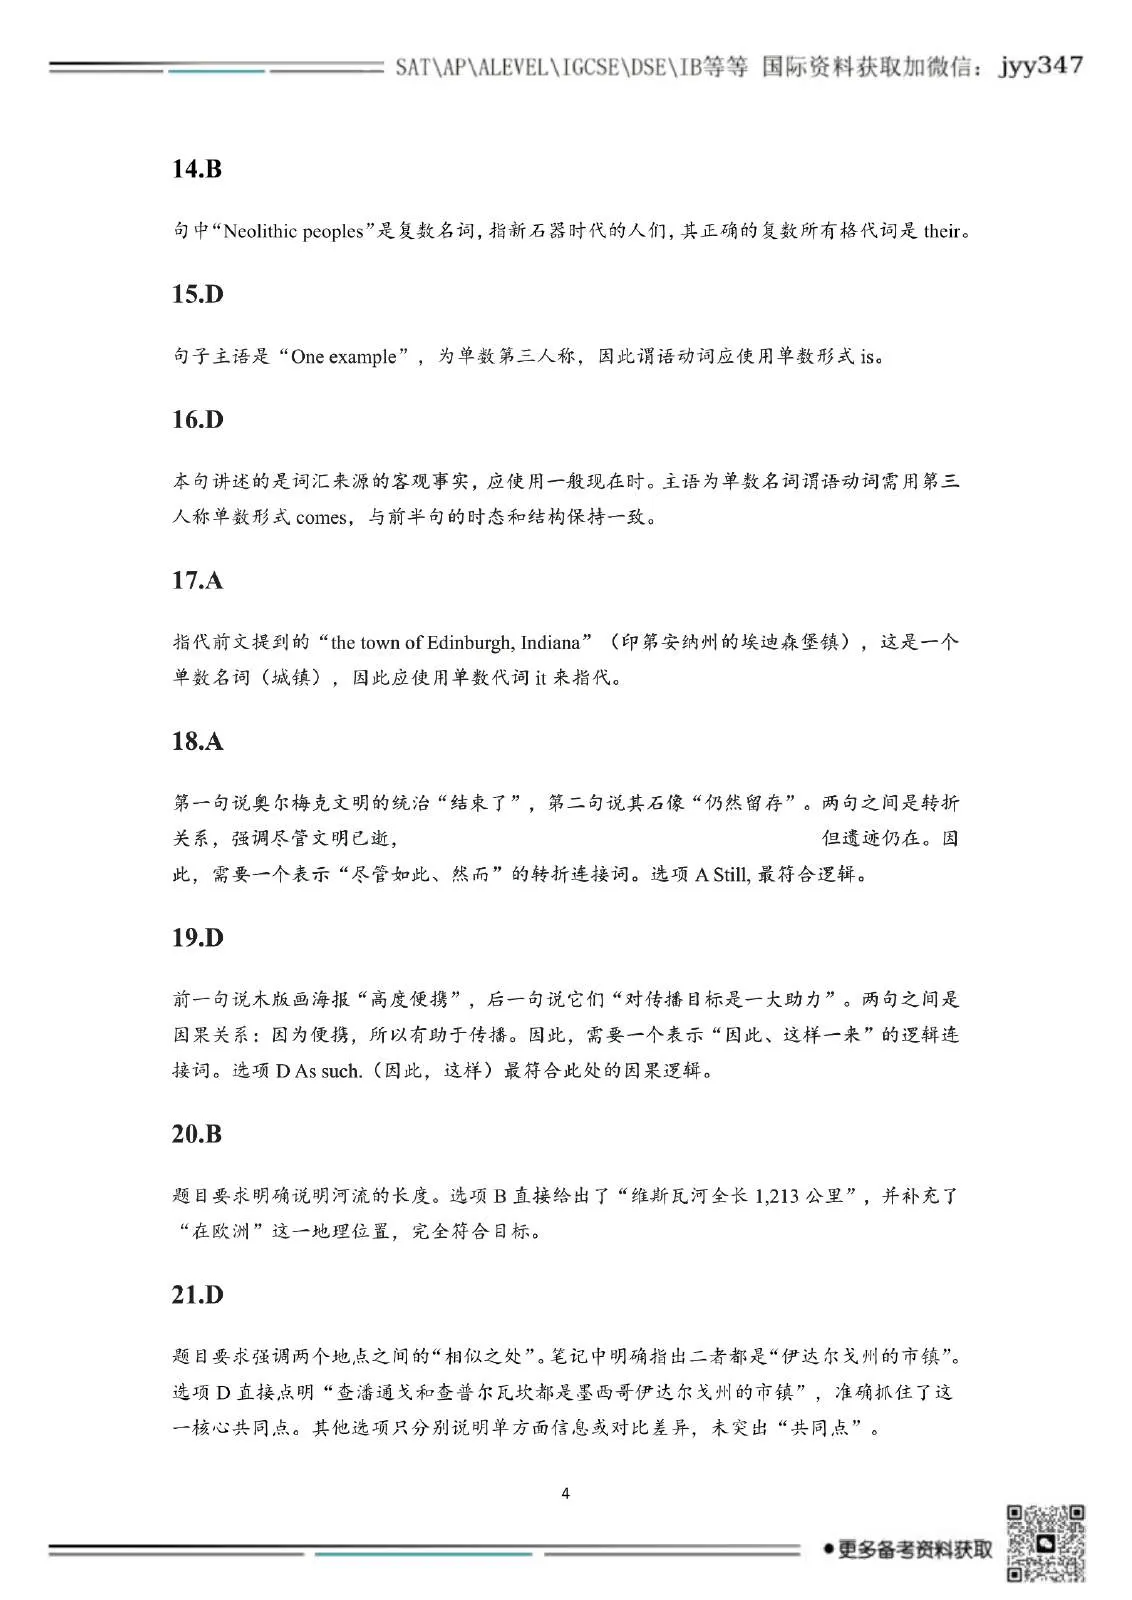 SAT\AP\ALEVEL\IGCSE\DSE\IB等等 国际资料获取加微信：jyy347
14.B
句中“Neolithic peoples”是复数名词，指新石器时代的人们，其正确的复数所有格代词是 their。
15.D
句子主语是“One example”，为单数第三人称，因此谓语动词应使用单数形式 is。
16.D
本句讲述的是词汇来源的客观事实，应使用一般现在时。主语为单数名词谓语动词需用第三
人称单数形式 comes，与前半句的时态和结构保持一致。
17.A
指代前文提到的“the town of Edinburgh, Indiana”（印第安纳州的埃迪森堡镇），这是一个
单数名词（城镇），因此应使用单数代词 it 来指代。
18.A
第一句说奥尔梅克文明的统治“结束了”，第二句说其石像“仍然留存”。两句之间是转折
关系，强调尽管文明已逝， 但遗迹仍在。因
此，需要一个表示“尽管如此、然而”的转折连接词。选项 A Still, 最符合逻辑。
19.D
前一句说木版画海报“高度便携”，后一句说它们“对传播目标是一大助力”。两句之间是
因果关系：因为便携，所以有助于传播。因此，需要一个表示“因此、这样一来”的逻辑连
接词。选项 D As such.（因此，这样）最符合此处的因果逻辑。
20.B
题目要求明确说明河流的长度。选项 B 直接给出了“维斯瓦河全长 1,213 公里”，并补充了
“在欧洲”这一地理位置，完全符合目标。
21.D
题目要求强调两个地点之间的“相似之处”。笔记中明确指出二者都是“伊达尔戈州的市镇”。
选项 D 直接点明“查潘通戈和查普尔瓦坎都是墨西哥伊达尔戈州的市镇”，准确抓住了这
一核心共同点。其他选项只分别说明单方面信息或对比差异，未突出“共同点”。
4
●更多备考资料获取